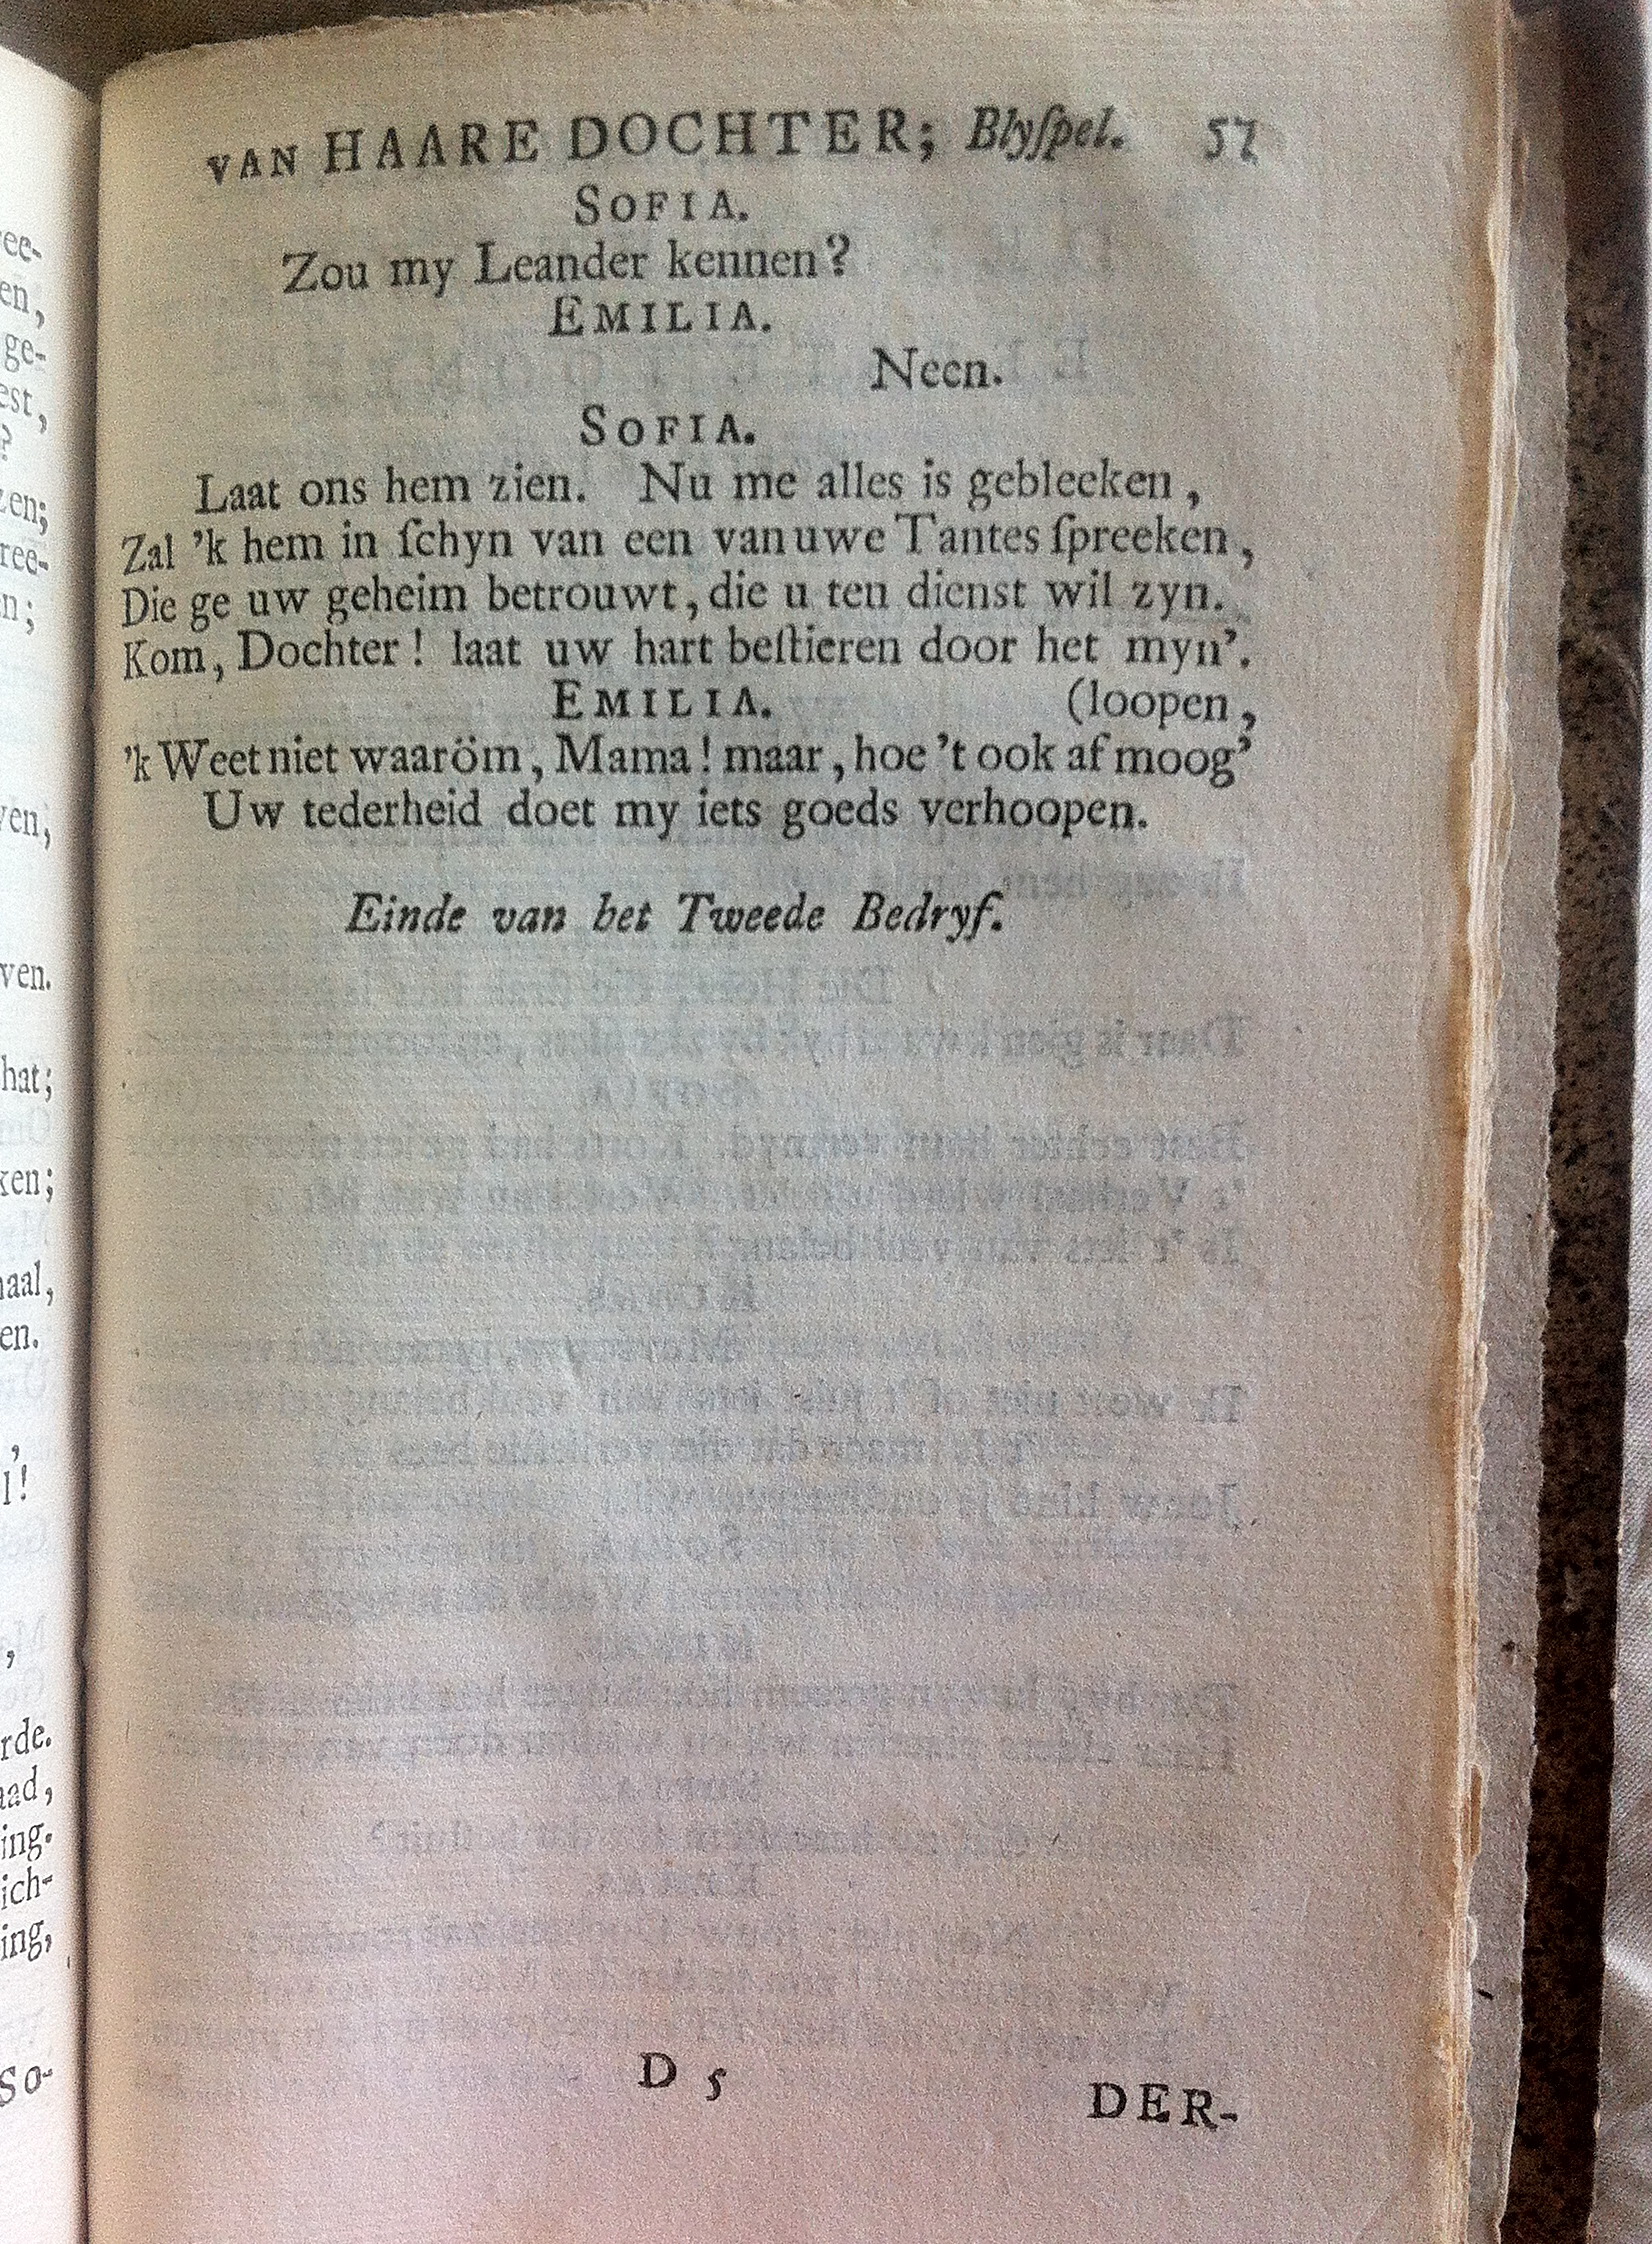 VAN HAARE DOCHTER; Blyſpel. 57
SOFIA.
Zou my Leander kennen?
EMILIA.
Neen.
SOFIA.
Laat ons hem zien. Nu me alles is gebleeken,
Zal 'k hem in ſchyn van een van uwe Tantes ſpreeken,
Die ge uw geheim betrouwt, die u ten dienst wil zyn.
Kom, Dochter! laat uw hart beſtieren door het myn'.
EMILIA. (loopen,
'k Weet niet waaröm, Mama! maar, hoe 't ook af moog'
Uw tederheid doet my iets goeds verhoopen.
Einde van het Tweede Bedryf.
D 5
DER-